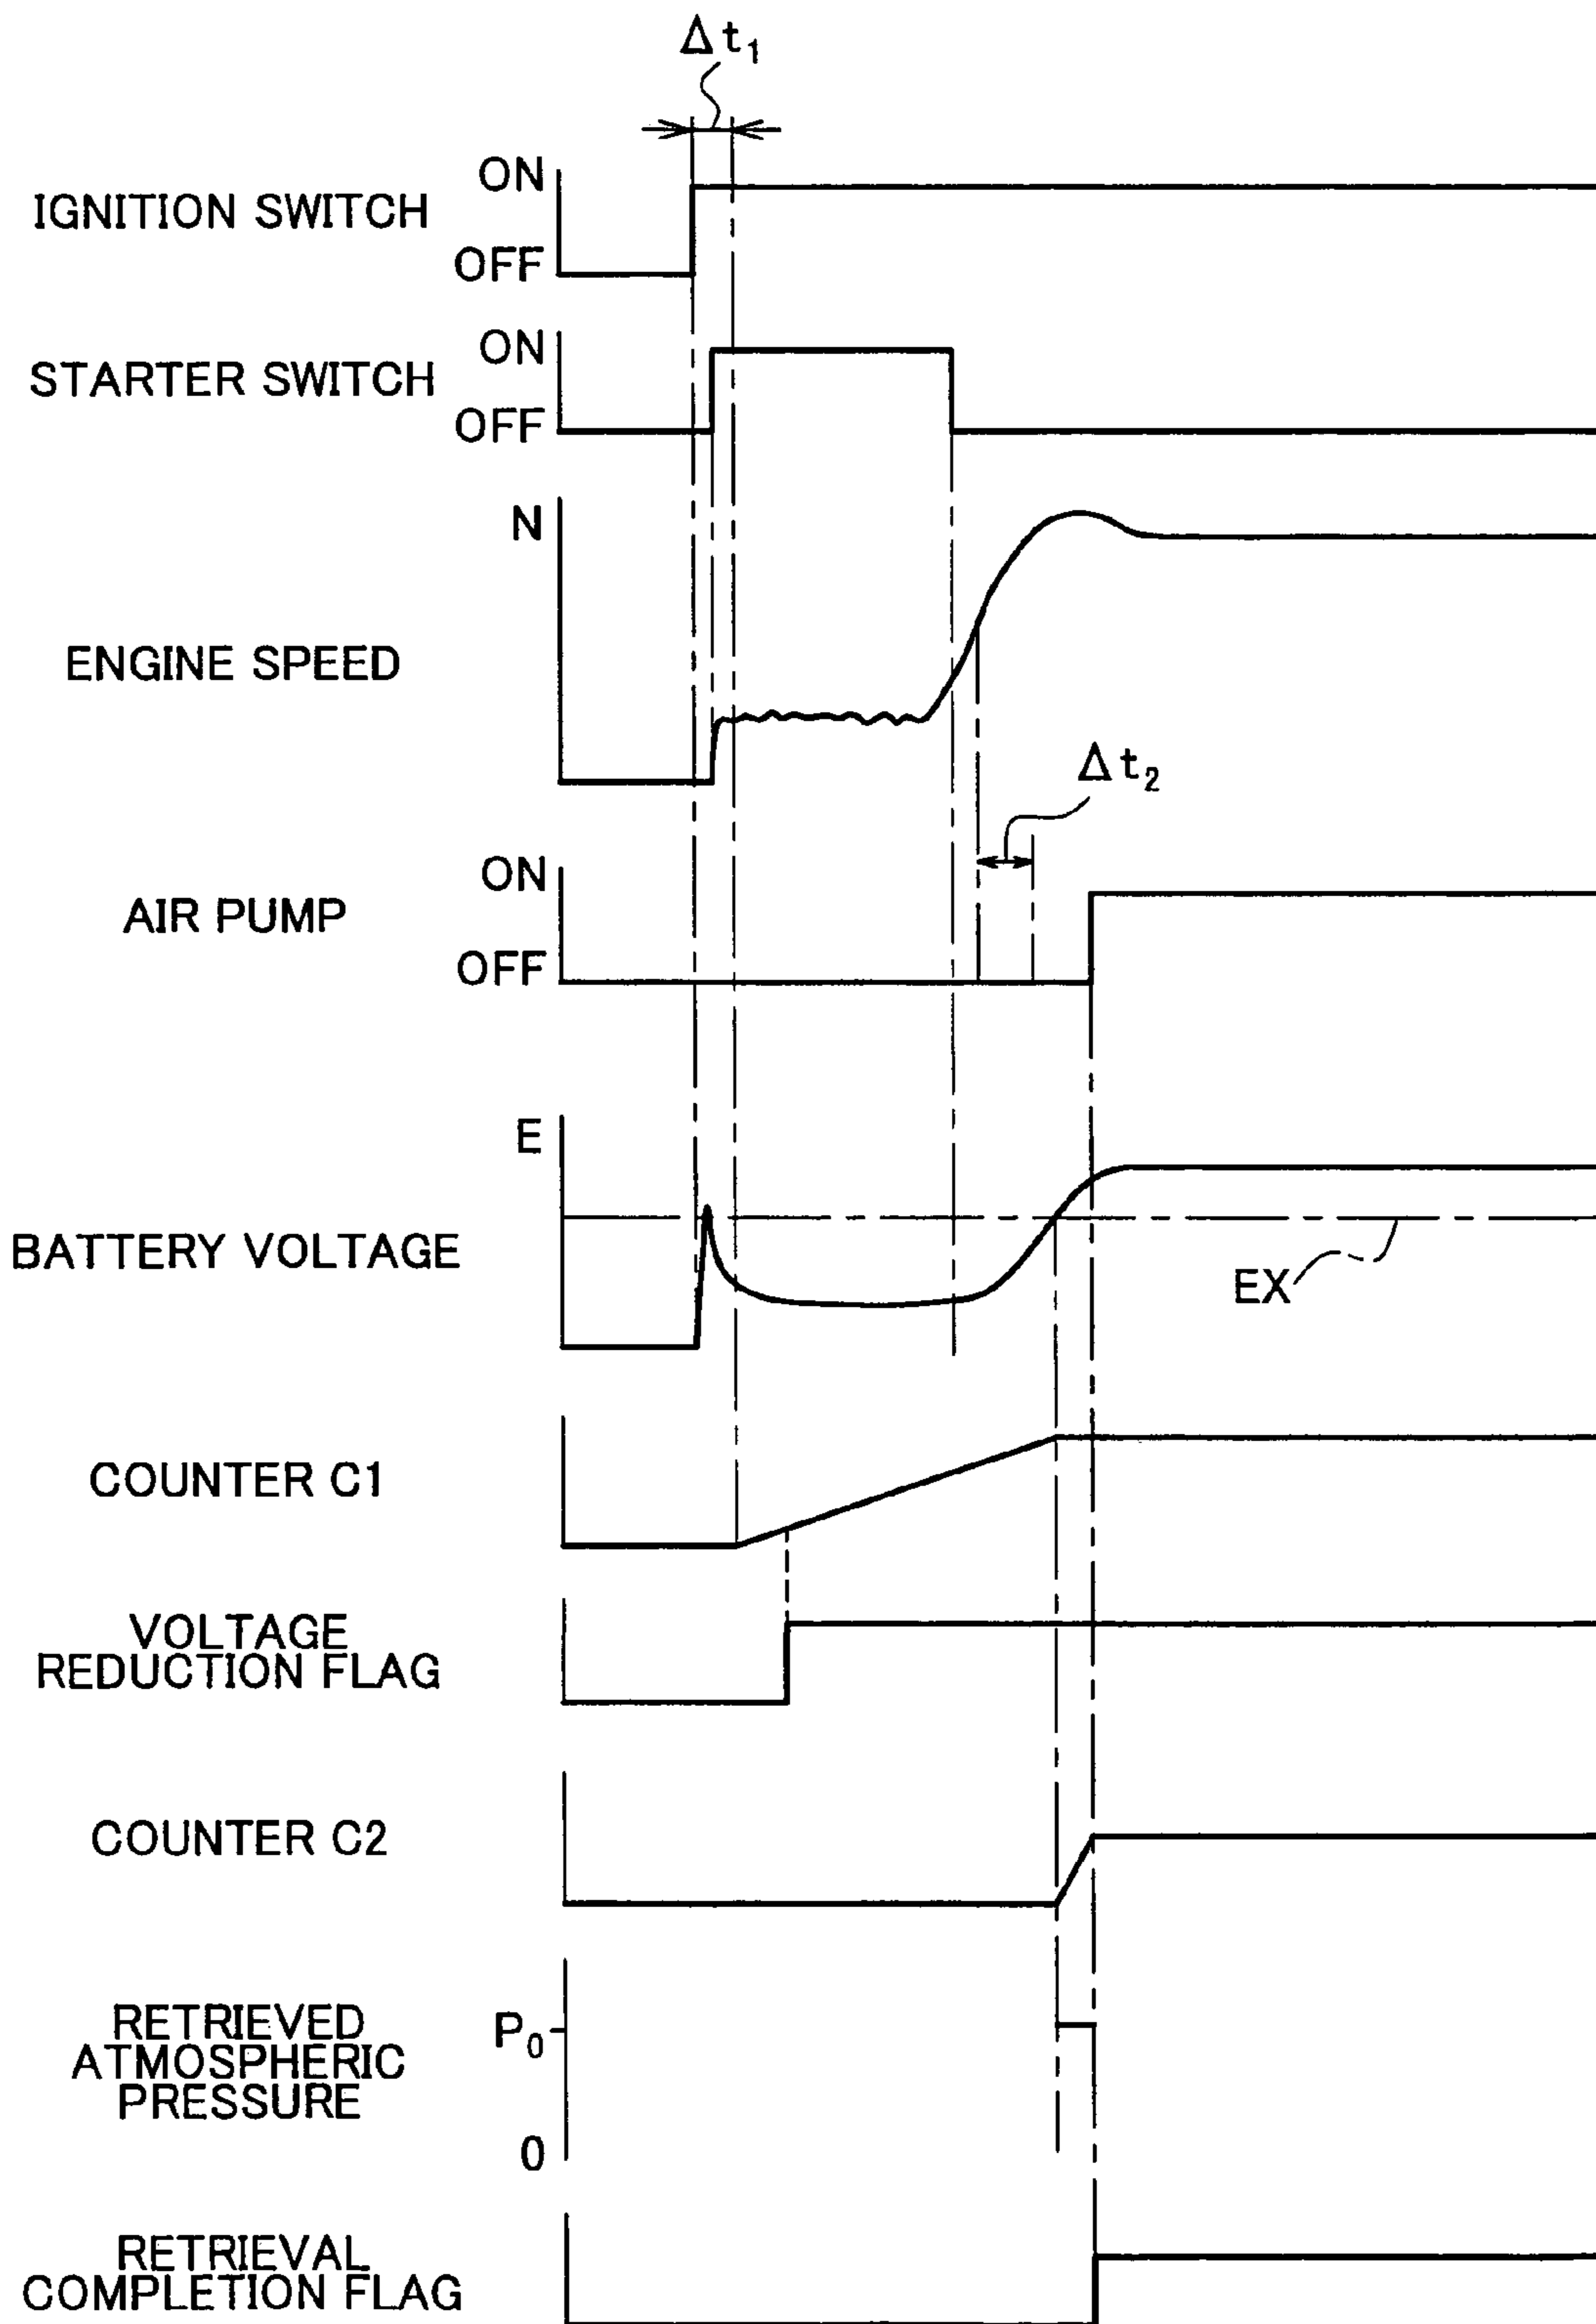 Δt₁
IGNITION SWITCH
ON
OFF
STARTER SWITCH
ON
OFF
ENGINE SPEED
N
Δt₂
AIR PUMP
ON
OFF
BATTERY VOLTAGE
E
EX
COUNTER C1
VOLTAGE
REDUCTION FLAG
COUNTER C2
RETRIEVED
ATMOSPHERIC
PRESSURE
P₀
0
RETRIEVAL
COMPLETION FLAG